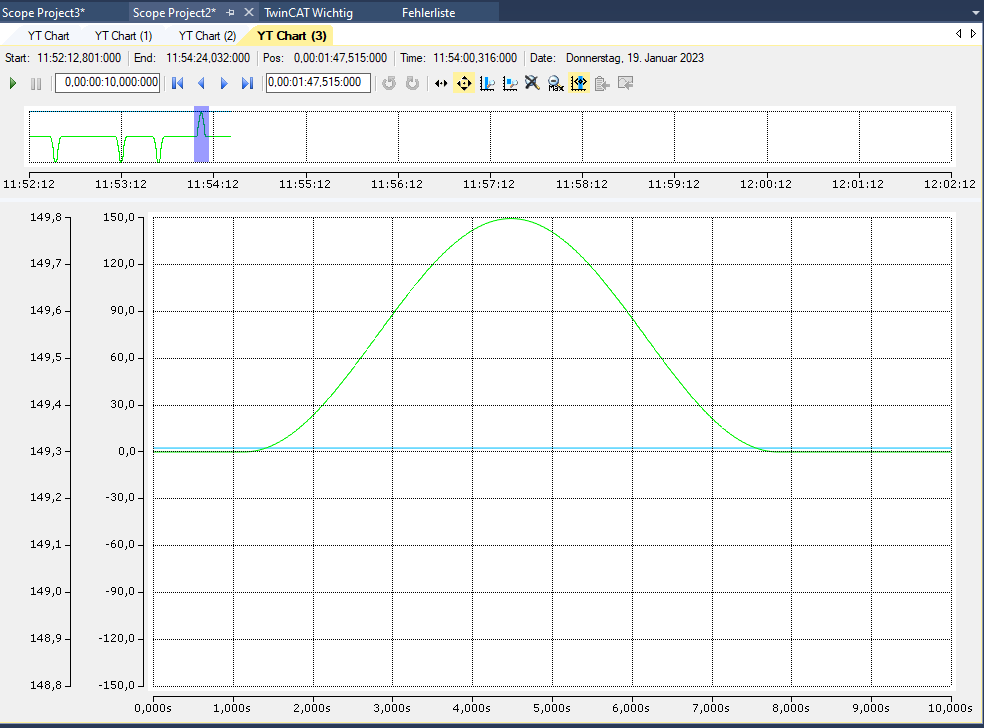 Scope Project3* Scope Project2* TwinCAT Wichtig Fehlerliste
YT Chart YT Chart (1) YT Chart (2) YT Chart (3)
Start: 11:52:12,801:000 End: 11:54:24,032:000 Pos: 0,00:01:47,515:000 Time: 11:54:00,316:000 Date: Donnerstag, 19. Januar 2023
0,00:00:10,000:000 0,00:01:47,515:000 Max
11:52:12 11:53:12 11:54:12 11:55:12 11:56:12 11:57:12 11:58:12 11:59:12 12:00:12 12:01:12 12:02:12
149,8 150,0
149,7 120,0
149,6 90,0
149,5 60,0
149,4 30,0
149,3 0,0
149,2 -30,0
149,1 -60,0
149,0 -90,0
148,9 -120,0
148,8 -150,0
0,000s 1,000s 2,000s 3,000s 4,000s 5,000s 6,000s 7,000s 8,000s 9,000s 10,000s